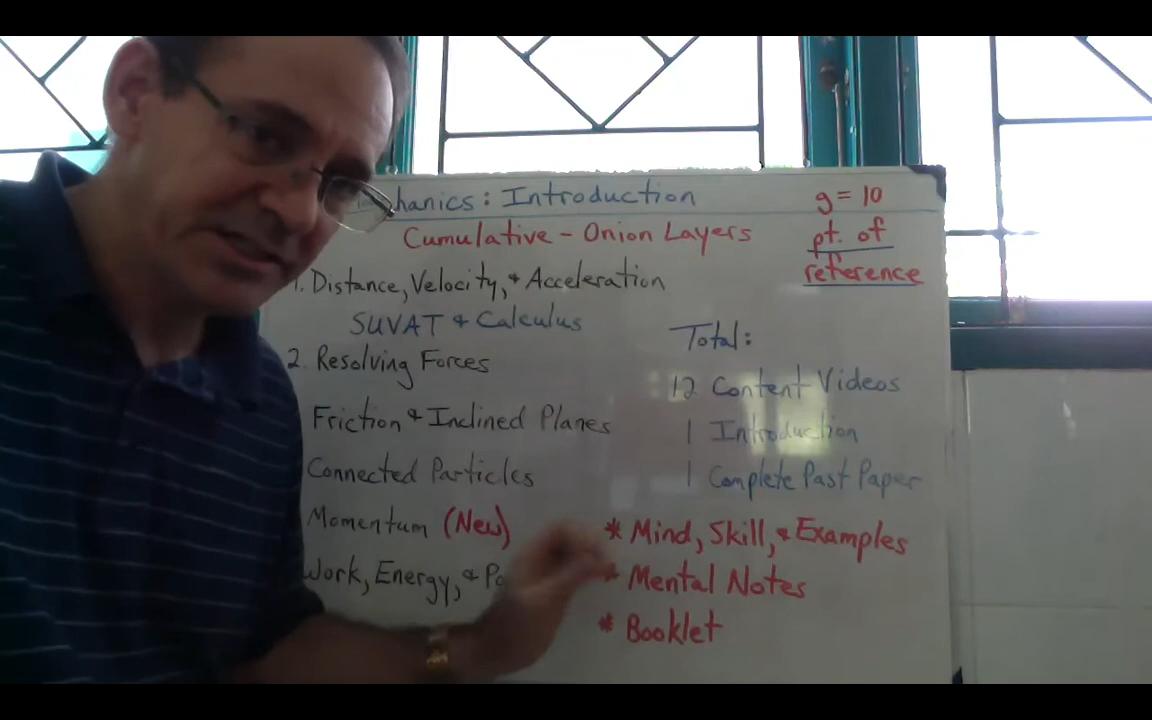 hanics: Introduction
Cumulative - Onion Layers
g = 10
pt. of
reference
1. Distance, Velocity, & Acceleration
SUVAT & Calculus
2. Resolving Forces
Friction & Inclined Planes
Connected Particles
Momentum (New)
Work, Energy, &
Total:
12 Content Videos
1 Introduction
1 Complete Past Paper
* Mind, Skill, & Examples
* Mental Notes
* Booklet